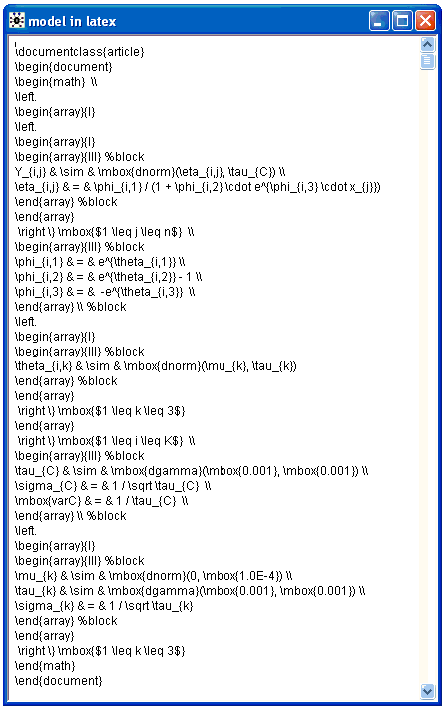 model in latex
\documentclass{article}
\begin{document}
\begin{math} \\
\left.
\begin{array}{l}
\left.
\begin{array}{l}
\begin{array}{lll} %block
Y_{i,j} & \sim & \mbox{dnorm}(\eta_{i,j}, \tau_{C}) \\
\eta_{i,j} & = & \phi_{i,1} / (1 + \phi_{i,2} \cdot e^{\phi_{i,3} \cdot x_{j}})
\end{array} %block
\end{array}
\right \} \mbox{$1 \leq j \leq n$} \\
\begin{array}{lll} %block
\phi_{i,1} & = & e^{\theta_{i,1}} \\
\phi_{i,2} & = & e^{\theta_{i,2}} - 1 \\
\phi_{i,3} & = & -e^{\theta_{i,3}} \\
\end{array} \\ %block
\left.
\begin{array}{l}
\begin{array}{lll} %block
\theta_{i,k} & \sim & \mbox{dnorm}(\mu_{k}, \tau_{k})
\end{array} %block
\end{array}
\right \} \mbox{$1 \leq k \leq 3$}
\end{array}
\right \} \mbox{$1 \leq i \leq K$} \\
\begin{array}{lll} %block
\tau_{C} & \sim & \mbox{dgamma}(\mbox{0.001}, \mbox{0.001}) \\
\sigma_{C} & = & 1 / \sqrt \tau_{C} \\
\mbox{varC} & = & 1 / \tau_{C} \\
\end{array} \\ %block
\left.
\begin{array}{l}
\begin{array}{lll} %block
\mu_{k} & \sim & \mbox{dnorm}(0, \mbox{1.0E-4}) \\
\tau_{k} & \sim & \mbox{dgamma}(\mbox{0.001}, \mbox{0.001}) \\
\sigma_{k} & = & 1 / \sqrt \tau_{k}
\end{array} %block
\end{array}
\right \} \mbox{$1 \leq k \leq 3$}
\end{math}
\end{document}